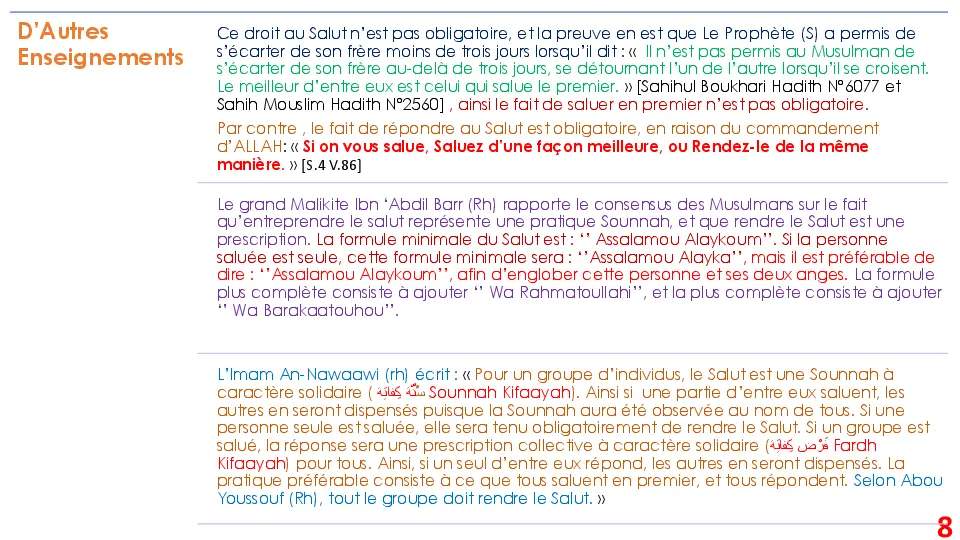 D’Autres
Enseignements
Ce droit au Salut n’est pas obligatoire, et la preuve en est que Le Prophète (S) a permis de
s’écarter de son frère moins de trois jours lorsqu’il dit : « Il n’est pas permis au Musulman de
s’écarter de son frère au-delà de trois jours, se détournant l’un de l’autre lorsqu’il se croisent.
Le meilleur d’entre eux est celui qui salue le premier. » [Sahihul Boukhari Hadith N°6077 et
Sahih Mouslim Hadith N°2560] , ainsi le fait de saluer en premier n’est pas obligatoire.
Par contre , le fait de répondre au Salut est obligatoire, en raison du commandement
d’ALLAH: « Si on vous salue, Saluez d’une façon meilleure, ou Rendez-le de la même
manière. » [S.4 V.86]
Le grand Malikite Ibn ‘Abdil Barr (Rh) rapporte le consensus des Musulmans sur le fait
qu’entreprendre le salut représente une pratique Sounnah, et que rendre le Salut est une
prescription. La formule minimale du Salut est : ‘’ Assalamou Alaykoum’’. Si la personne
saluée est seule, cette formule minimale sera : ‘’Assalamou Alayka’’, mais il est préférable de
dire : ‘’Assalamou Alaykoum’’, afin d’englober cette personne et ses deux anges. La formule
plus complète consiste à ajouter ‘’ Wa Rahmatoullahi’’, et la plus complète consiste à ajouter
‘’ Wa Barakaatouhou’’.
L’Imam An-Nawaawi (rh) écrit : « Pour un groupe d’individus, le Salut est une Sounnah à
caractère solidaire ( سُنَّة كِفَايَة Sounnah Kifaayah). Ainsi si une partie d’entre eux saluent, les
autres en seront dispensés puisque la Sounnah aura été observée au nom de tous. Si une
personne seule est saluée, elle sera tenu obligatoirement de rendre le Salut. Si un groupe est
salué, la réponse sera une prescription collective à caractère solidaire (فَرْض كِفَايَة Fardh
Kifaayah) pour tous. Ainsi, si un seul d’entre eux répond, les autres en seront dispensés. La
pratique préférable consiste à ce que tous saluent en premier, et tous répondent. Selon Abou
Youssouf (Rh), tout le groupe doit rendre le Salut. »
8